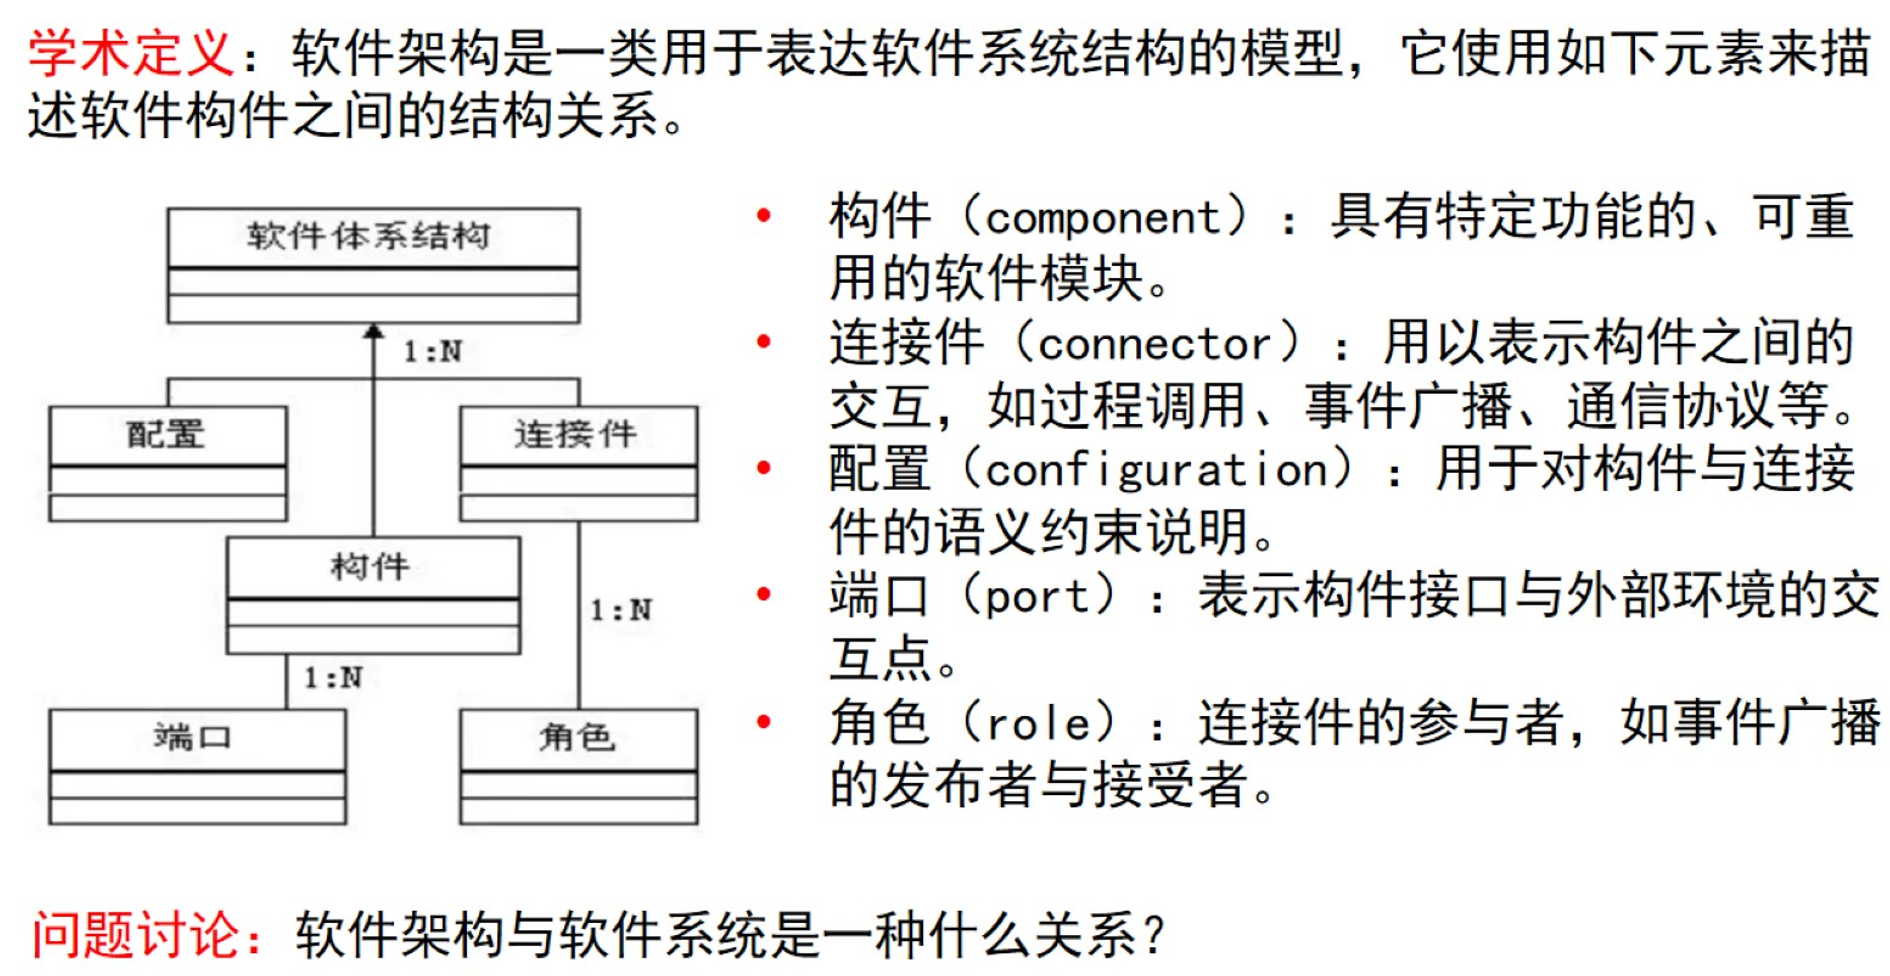 学术定义：软件架构是一类用于表达软件系统结构的模型，它使用如下元素来描
述软件构件之间的结构关系。
软件体系结构
1:N
配置
连接件
构件
1:N
1:N
端口
角色
• 构件（component）：具有特定功能的、可重
用的软件模块。
• 连接件（connector）：用以表示构件之间的
交互，如过程调用、事件广播、通信协议等。
• 配置（configuration）：用于对构件与连接
件的语义约束说明。
• 端口（port）：表示构件接口与外部环境的交
互点。
• 角色（role）：连接件的参与者，如事件广播
的发布者与接受者。
问题讨论：软件架构与软件系统是一种什么关系？